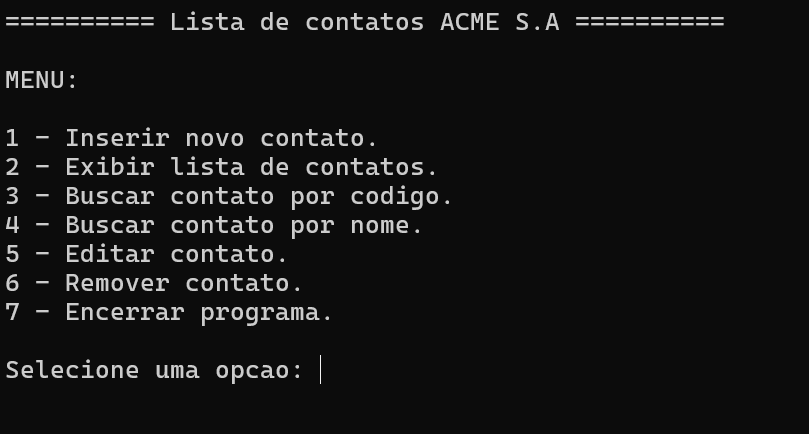 ========== Lista de contatos ACME S.A ==========
MENU:
1 - Inserir novo contato.
2 - Exibir lista de contatos.
3 - Buscar contato por codigo.
4 - Buscar contato por nome.
5 - Editar contato.
6 - Remover contato.
7 - Encerrar programa.
Selecione uma opcao: